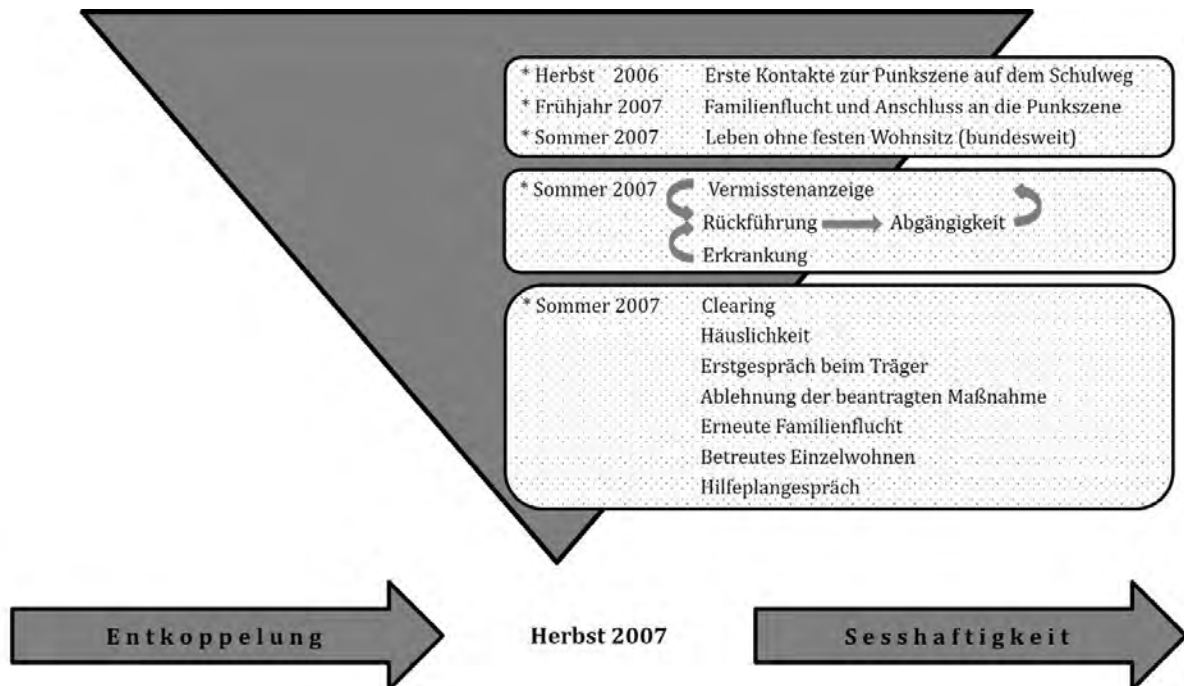 * Herbst 2006 Erste Kontakte zur Punkszene auf dem Schulweg
* Frühjahr 2007 Familienflucht und Anschluss an die Punkszene
* Sommer 2007 Leben ohne festen Wohnsitz (bundesweit)
* Sommer 2007 Vermisstenanzeige
Rückführung Abgängigkeit
Erkrankung
* Sommer 2007 Clearing
Häuslichkeit
Erstgespräch beim Träger
Ablehnung der beantragten Maßnahme
Erneute Familienflucht
Betreutes Einzelwohnen
Hilfeplangespräch
Entkoppelung Herbst 2007 Sesshaftigkeit